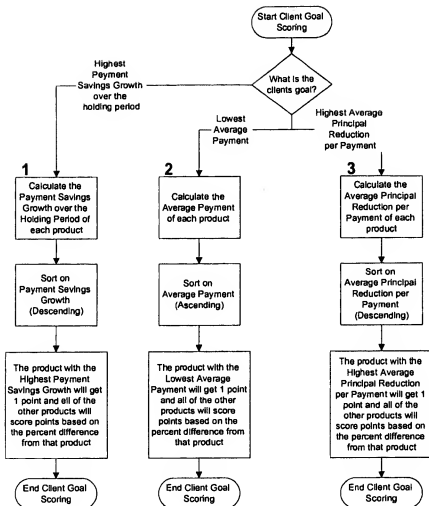 Start Client Goal
Scoring
Highest
Payment
Savings Growth
over the
holding period
What is the
clients goal?
Lowest
Average
Payment
Highest Average
Principal
Reduction
per Payment
1
Calculate the
Payment Savings
Growth over the
Holding Period of
each product
2
Calculate the
Average Payment
of each product
3
Calculate the
Average Principal
Reduction per
Payment of each
product
Sort on
Payment Savings
Growth
(Descending)
Sort on
Average Payment
(Ascending)
Sort on
Average Principal
Reduction per
Payment
(Descending)
The product with the
Highest Payment
Savings Growth will get
1 point and all of the
other products will
score points based on
the percent difference
from that product
The product with the
Lowest Average
Payment will get 1 point
and all of the other
products will score
points based on the
percent difference from
that product
The product with the
Highest Average
Principal Reduction
per Payment will get 1
point and all of the
other products will
score points based on
the percent difference
from that product
End Client Goal
Scoring
End Client Goal
Scoring
End Client Goal
Scoring